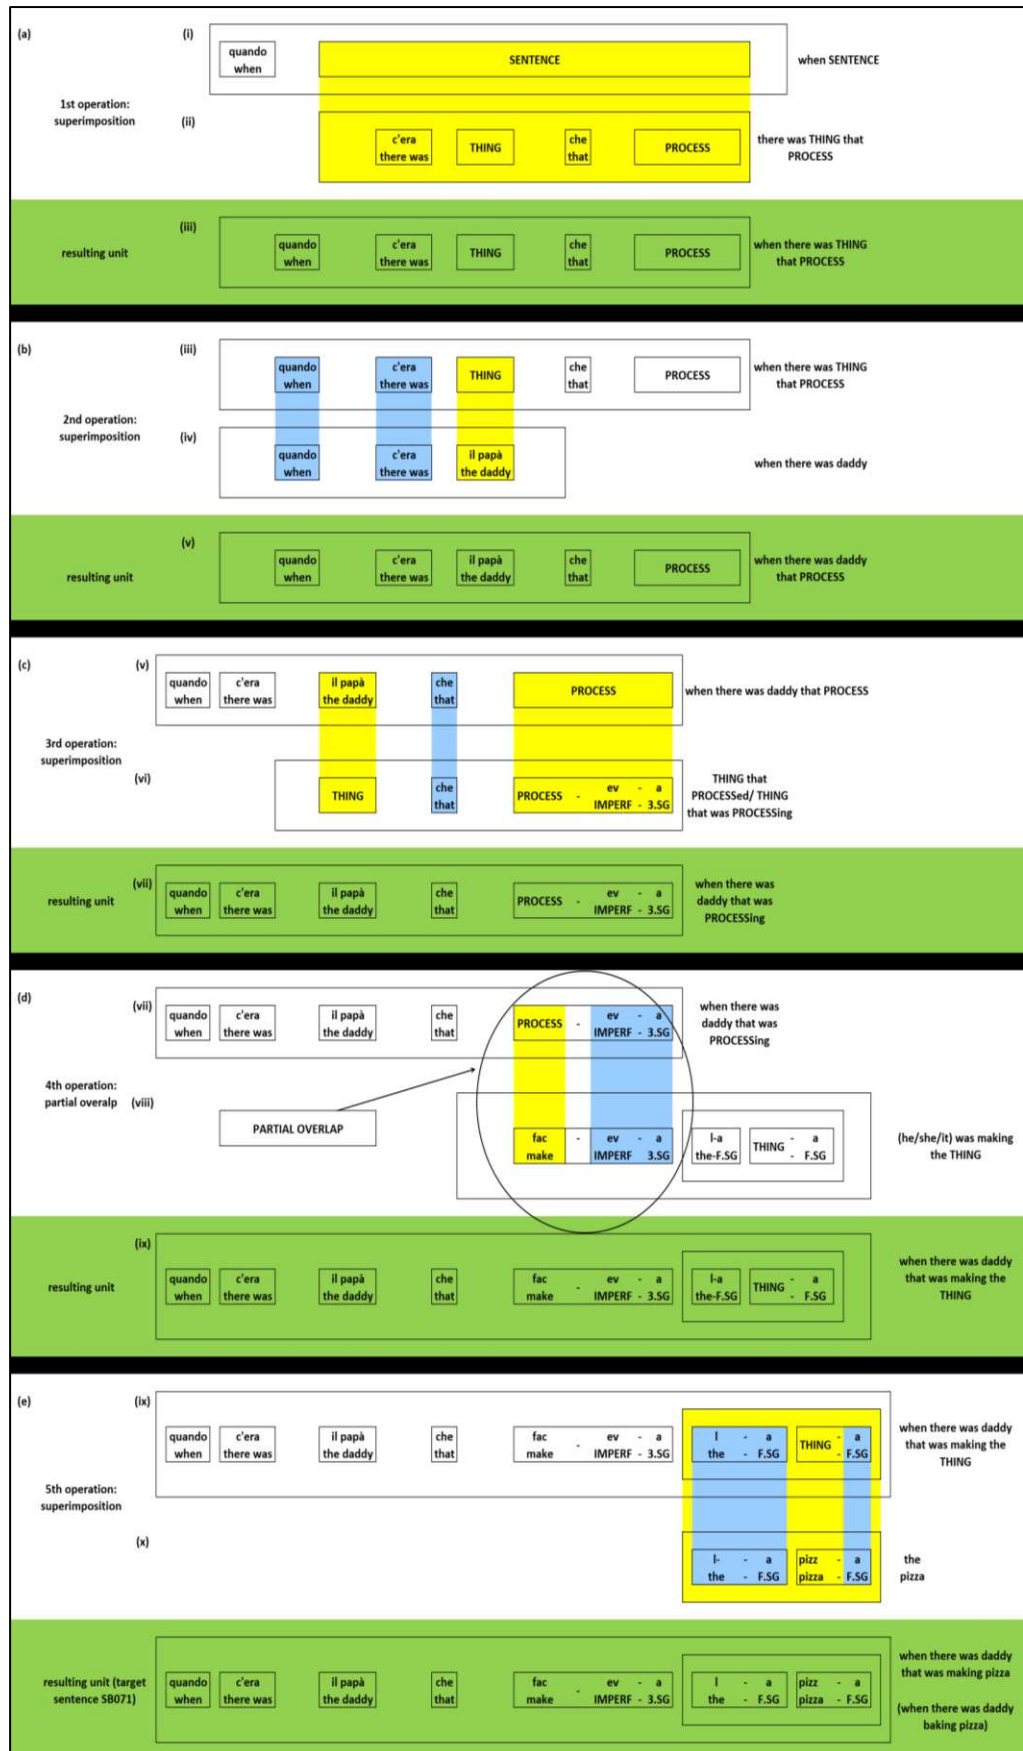 (a)
(i)
quando
when
SENTENCE
when SENTENCE
1st operation:
superimposition
(ii)
c'era
there was
THING
che
that
PROCESS
there was THING that
PROCESS
resulting unit
(iii)
quando
when
c'era
there was
THING
che
that
PROCESS
when there was THING
that PROCESS
(b)
(iii)
quando
when
c'era
there was
THING
che
that
PROCESS
when there was THING
that PROCESS
2nd operation:
superimposition
(iv)
quando
when
c'era
there was
il papà
the daddy
when there was daddy
resulting unit
(v)
quando
when
c'era
there was
il papà
the daddy
che
that
PROCESS
when there was daddy
that PROCESS
(c)
(v)
quando
when
c'era
there was
il papà
the daddy
che
that
PROCESS
when there was daddy that PROCESS
3rd operation:
superimposition
(vi)
THING
che
that
PROCESS - ev - a
IMPERF - 3.SG
THING that
PROCESSed/ THING
that was PROCESSing
resulting unit
(vii)
quando
when
c'era
there was
il papà
the daddy
che
that
PROCESS - ev - a
IMPERF - 3.SG
when there was
daddy that was
PROCESSing
(d)
(vii)
quando
when
c'era
there was
il papà
the daddy
che
that
PROCESS - ev - a
IMPERF - 3.SG
when there was
daddy that was
PROCESSing
4th operation:
partial overalp
(viii)
PARTIAL OVERLAP
fac - ev - a
make IMPERF 3.SG
l-a
the-F.SG
THING - a
- F.SG
(he/she/it) was making
the THING
resulting unit
(ix)
quando
when
c'era
there was
il papà
the daddy
che
that
fac - ev - a
make IMPERF - 3.SG
l-a
the-F.SG
THING - a
- F.SG
when there was daddy
that was making the
THING
(e)
(ix)
quando
when
c'era
there was
il papà
the daddy
che
that
fac - ev - a
make IMPERF - 3.SG
l - a
the - F.SG
THING - a
- F.SG
when there was daddy
that was making the
THING
5th operation:
superimposition
(x)
l- - a
the - F.SG
pizz - a
pizza - F.SG
the
pizza
resulting unit (target
sentence SB071)
quando
when
c'era
there was
il papà
the daddy
che
that
fac - ev - a
make IMPERF - 3.SG
l - a
the - F.SG
pizz - a
pizza - F.SG
when there was daddy
that was making pizza
(when there was daddy
baking pizza)